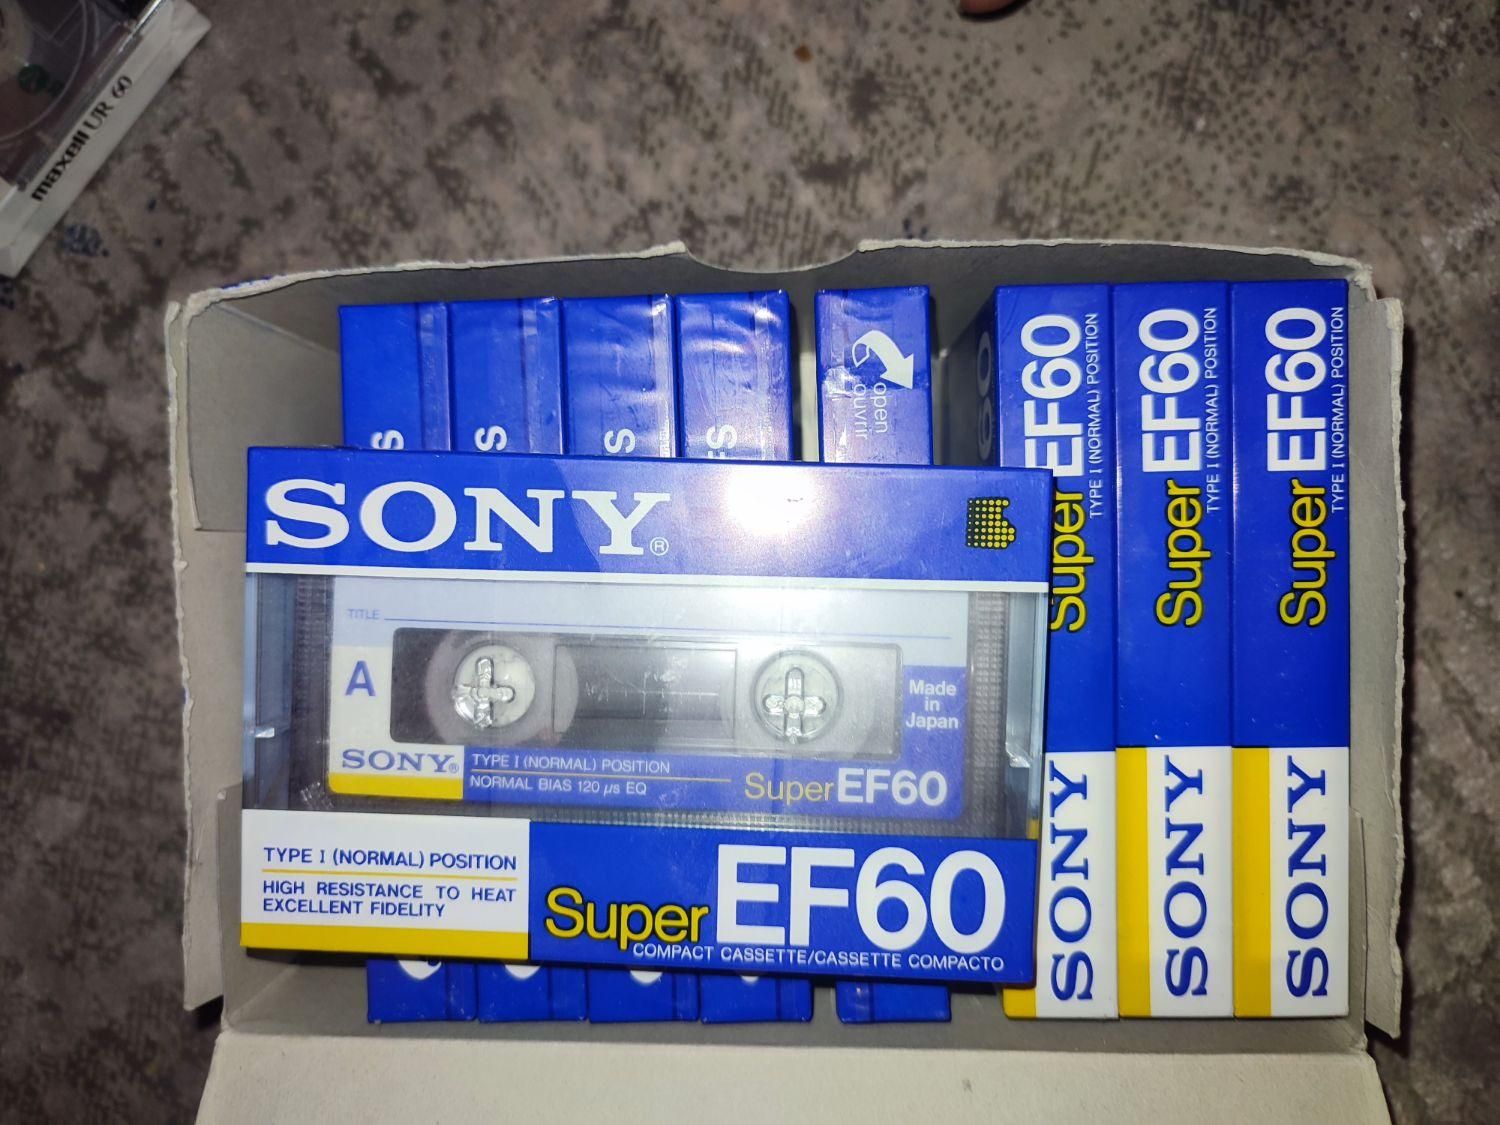 maxell UR 60
S
S
S
open
ouvrir
EF60
TYPE I (NORMAL) POSITION
Super
SONY
Super EF60
TYPE I (NORMAL) POSITION
SONY
Super EF60
TYPE I (NORMAL) POSITION
SONY
SONY®
TITLE
A
Made
in
Japan
SONY®
TYPE I (NORMAL) POSITION
NORMAL BIAS 120 µs EQ
Super EF60
TYPE I (NORMAL) POSITION
HIGH RESISTANCE TO HEAT
EXCELLENT FIDELITY
Super EF60
COMPACT CASSETTE/CASSETTE COMPACTO